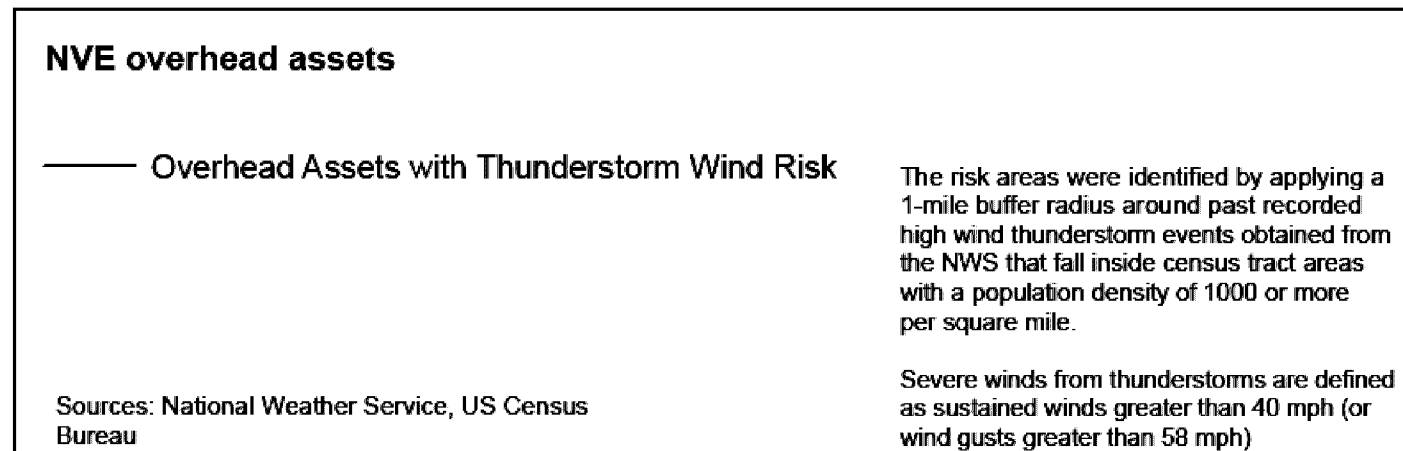 NVE overhead assets
Overhead Assets with Thunderstorm Wind Risk
The risk areas were identified by applying a
1-mile buffer radius around past recorded
high wind thunderstorm events obtained from
the NWS that fall inside census tract areas
with a population density of 1000 or more
per square mile.
Severe winds from thunderstorms are defined
as sustained winds greater than 40 mph (or
wind gusts greater than 58 mph)
Sources: National Weather Service, US Census
Bureau